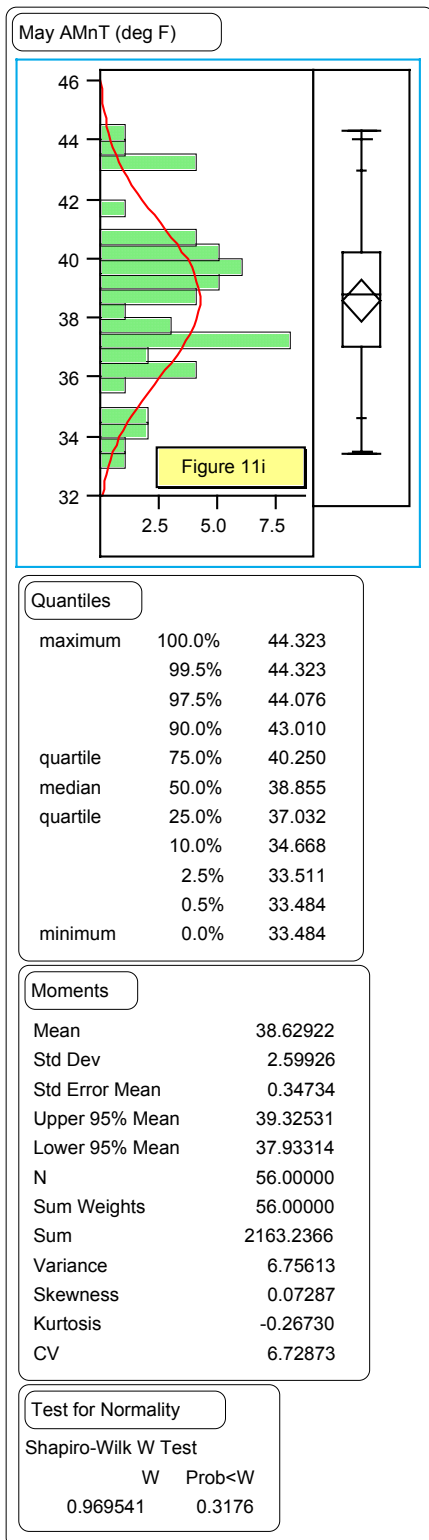 May AMnT (deg F)
46
44
42
40
38
36
34
32
Figure 11i
2.5 5.0 7.5
Quantiles
maximum 100.0% 44.323
99.5% 44.323
97.5% 44.076
90.0% 43.010
quartile 75.0% 40.250
median 50.0% 38.855
quartile 25.0% 37.032
10.0% 34.668
2.5% 33.511
0.5% 33.484
minimum 0.0% 33.484
Moments
Mean 38.62922
Std Dev 2.59926
Std Error Mean 0.34734
Upper 95% Mean 39.32531
Lower 95% Mean 37.93314
N 56.00000
Sum Weights 56.00000
Sum 2163.2366
Variance 6.75613
Skewness 0.07287
Kurtosis -0.26730
CV 6.72873
Test for Normality
Shapiro-Wilk W Test
W Prob<W
0.969541 0.3176